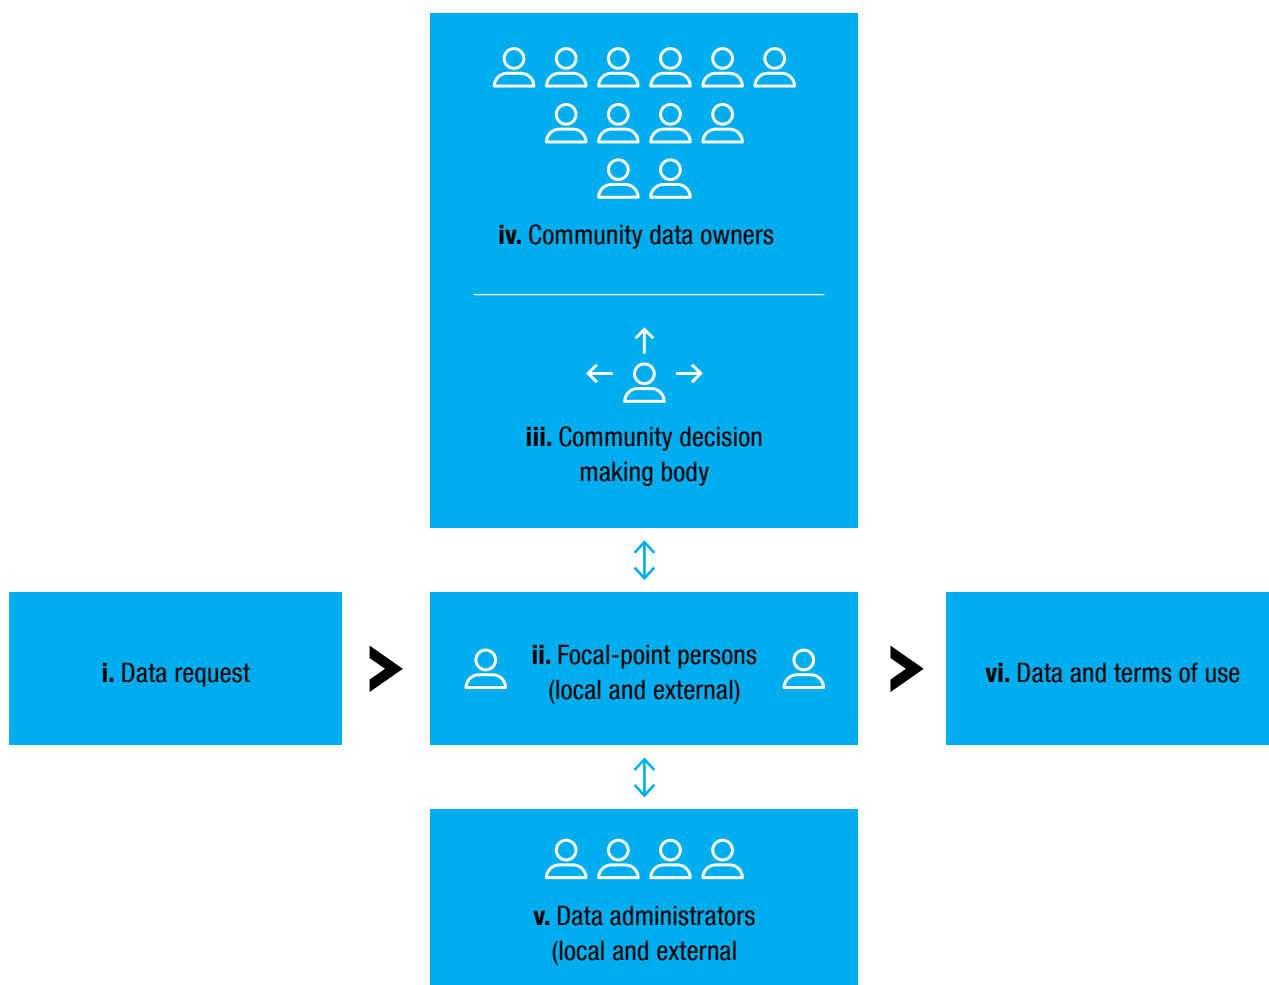 iv. Community data owners
iii. Community decision
making body
i. Data request
ii. Focal-point persons
(local and external)
vi. Data and terms of use
v. Data administrators
(local and external